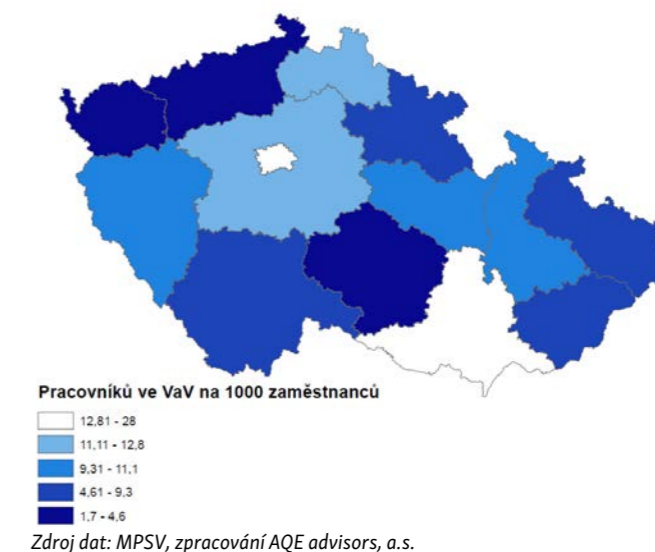 Pracovníků ve VaV na 1000 zaměstnanců
12,81 - 28
11,11 - 12,8
9,31 - 11,1
4,61 - 9,3
1,7 - 4,6
Zdroj dat: MPSV, zpracování AQE advisors, a.s.